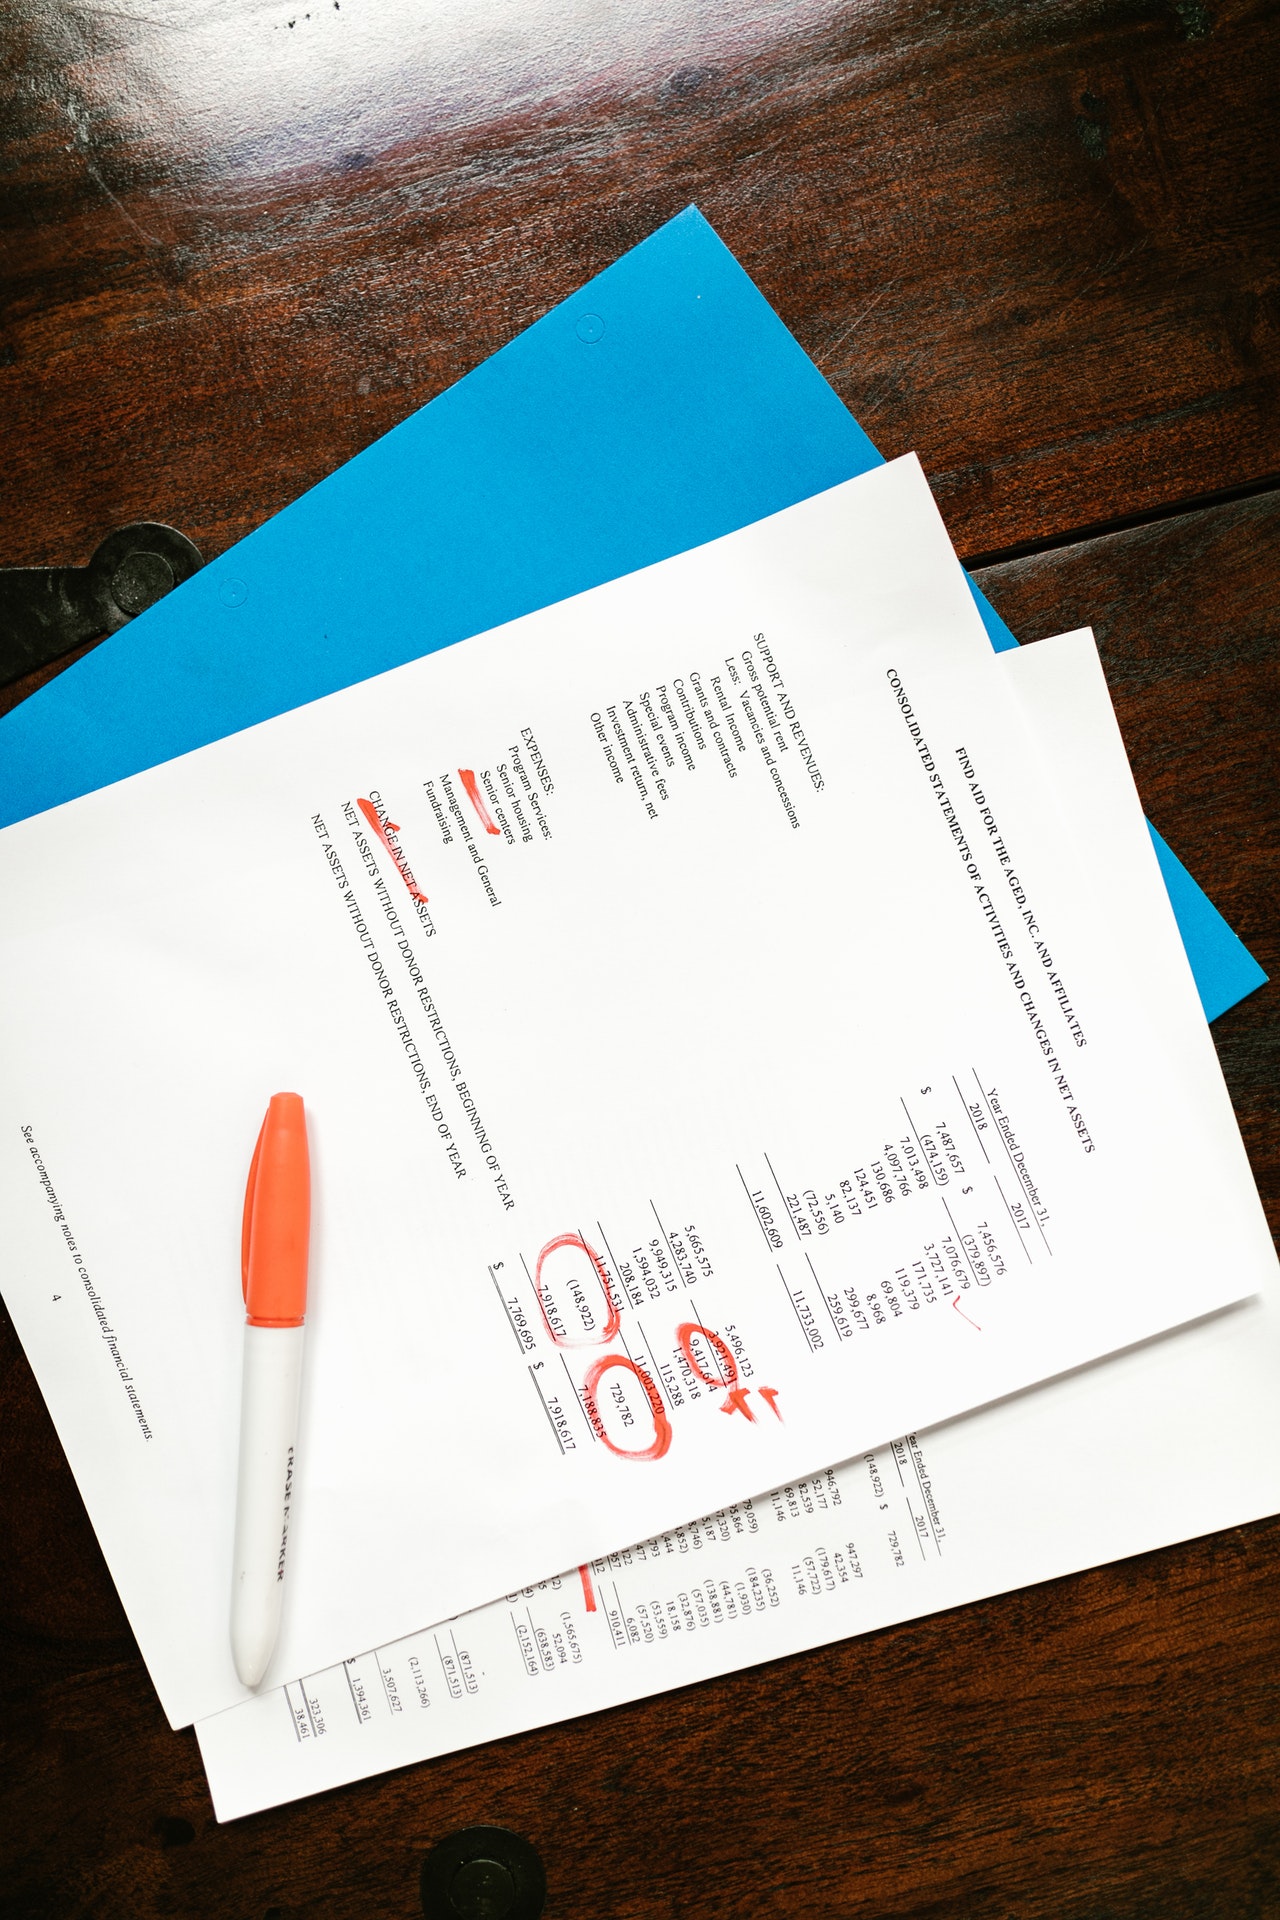 FIND AID FOR THE AGED, INC. AND AFFILIATES
CONSOLIDATED STATEMENTS OF ACTIVITIES AND CHANGES IN NET ASSETS
Year Ended December 31,
2018 2017
SUPPORT AND REVENUES:
Gross potential rent $ 7,487,657 $ 7,456,576
Less: Vacancies and concessions (474,159) (379,897)
Rental Income 7,013,498 7,076,679
Grants and contracts 4,097,766 3,727,141
Contributions 130,686 171,735
Program income 124,451 119,379
Special events 82,137 69,804
Administrative fees 5,140 8,968
Investment return, net (72,556) 299,677
Other income 221,487 259,619
11,602,609 11,733,002
EXPENSES:
Program Services:
Senior housing 5,665,575 5,496,123
Senior centers 4,283,740 3,921,491
9,949,315 9,417,614
Management and General 1,594,032 1,470,318
Fundraising 208,184 115,288
11,751,531 11,003,220
CHANGE IN NET ASSETS (148,922) 729,782
NET ASSETS WITHOUT DONOR RESTRICTIONS, BEGINNING OF YEAR 7,918,617 7,188,835
NET ASSETS WITHOUT DONOR RESTRICTIONS, END OF YEAR $ 7,769,695 $ 7,918,617
See accompanying notes to consolidated financial statements.
4
ear Ended December 31,
2018 2017
(148,922) $ 729,782
946,792 947,297
52,177 42,354
82,539 (179,617)
69,813 (57,722)
11,146 11,146
79,059) (36,252)
95,864 (184,235)
7,320) (1,930)
5,187 (44,781)
8,746) (138,881)
,852) (57,035)
,444 (32,876)
793 18,158
477 (53,559)
122 (57,520)
957 6,082
312 910,411
12) (1,565,675)
55 52,094
4) (638,583)
) (2,152,164)
-
(871,513)
(871,513)
(2,113,266)
3,507,627
$ 1,394,361
323,306
38,461
ERASE MARKER